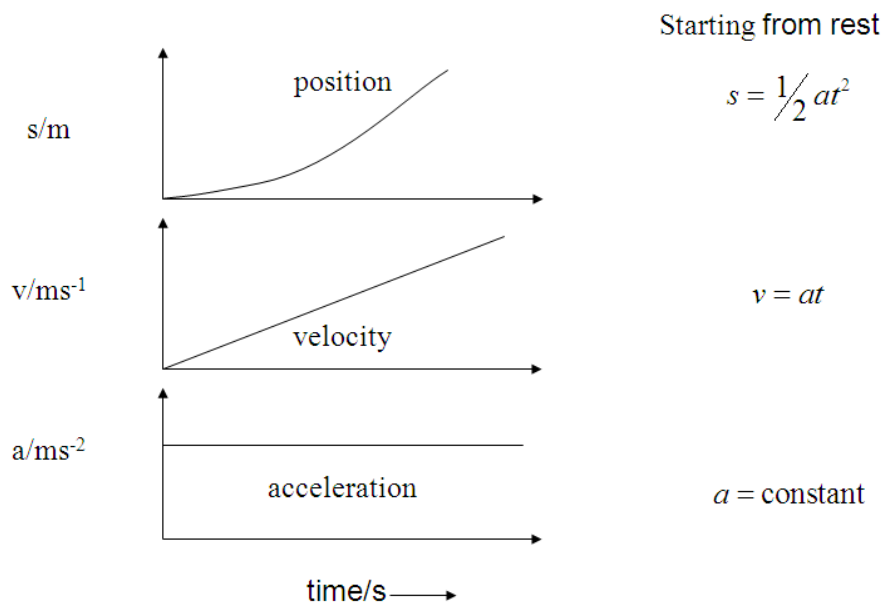 Starting from rest
position
s = 1/2 at²
s/m
v/ms⁻¹
v = at
velocity
a/ms⁻²
acceleration
a = constant
time/s